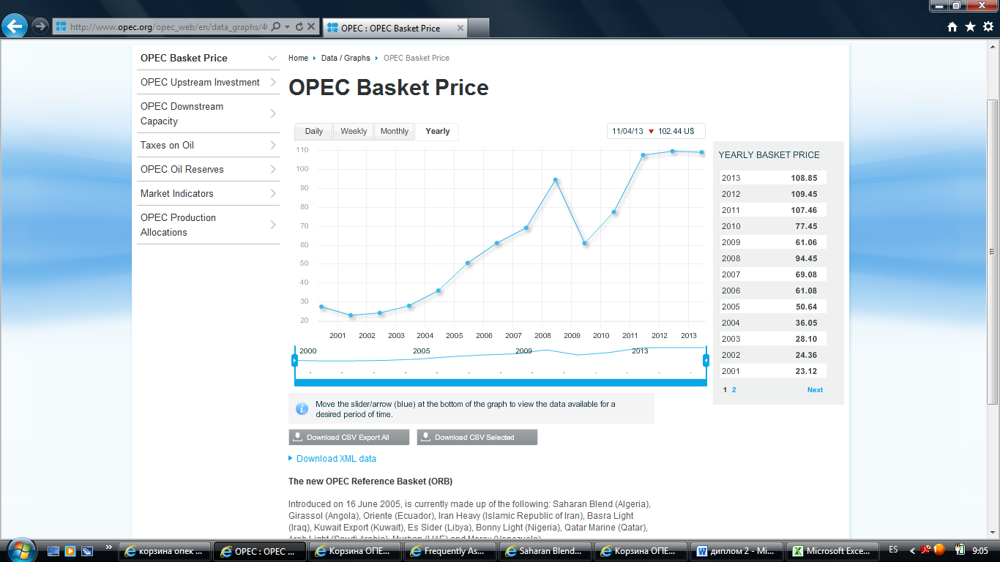 http://www.opec.org/opec_web/en/data_graphs/4
OPEC : OPEC Basket Price
OPEC Basket Price
OPEC Upstream Investment
OPEC Downstream
Capacity
Taxes on Oil
OPEC Oil Reserves
Market Indicators
OPEC Production
Allocations
Home Data / Graphs OPEC Basket Price
OPEC Basket Price
Daily Weekly Monthly Yearly
11/04/13 102.44 U$
110
100
90
80
70
60
50
40
30
20
2001 2002 2003 2004 2005 2006 2007 2008 2009 2010 2011 2012 2013
2000 2005 2009 2013
YEARLY BASKET PRICE
2013 108.85
2012 109.45
2011 107.46
2010 77.45
2009 61.06
2008 94.45
2007 69.08
2006 61.08
2005 50.64
2004 36.05
2003 28.10
2002 24.36
2001 23.12
1 2 Next
Move the slider/arrow (blue) at the bottom of the graph to view the data available for a
desired period of time.
Download CSV Export All Download CSV Selected
Download XML data
The new OPEC Reference Basket (ORB)
Introduced on 16 June 2005, is currently made up of the following: Saharan Blend (Algeria),
Girassol (Angola), Oriente (Ecuador), Iran Heavy (Islamic Republic of Iran), Basra Light
(Iraq), Kuwait Export (Kuwait), Es Sider (Libya), Bonny Light (Nigeria), Qatar Marine (Qatar),
Arab Light (Saudi Arabia), Murban (UAE) and Merey (Venezuela).
корзина опек OPEC : OPEC ... Корзина ОПЕ... Frequently As... Saharan Blend... Корзина ОПЕ... диплом 2 - Mi... Microsoft Exce... ES 9:05